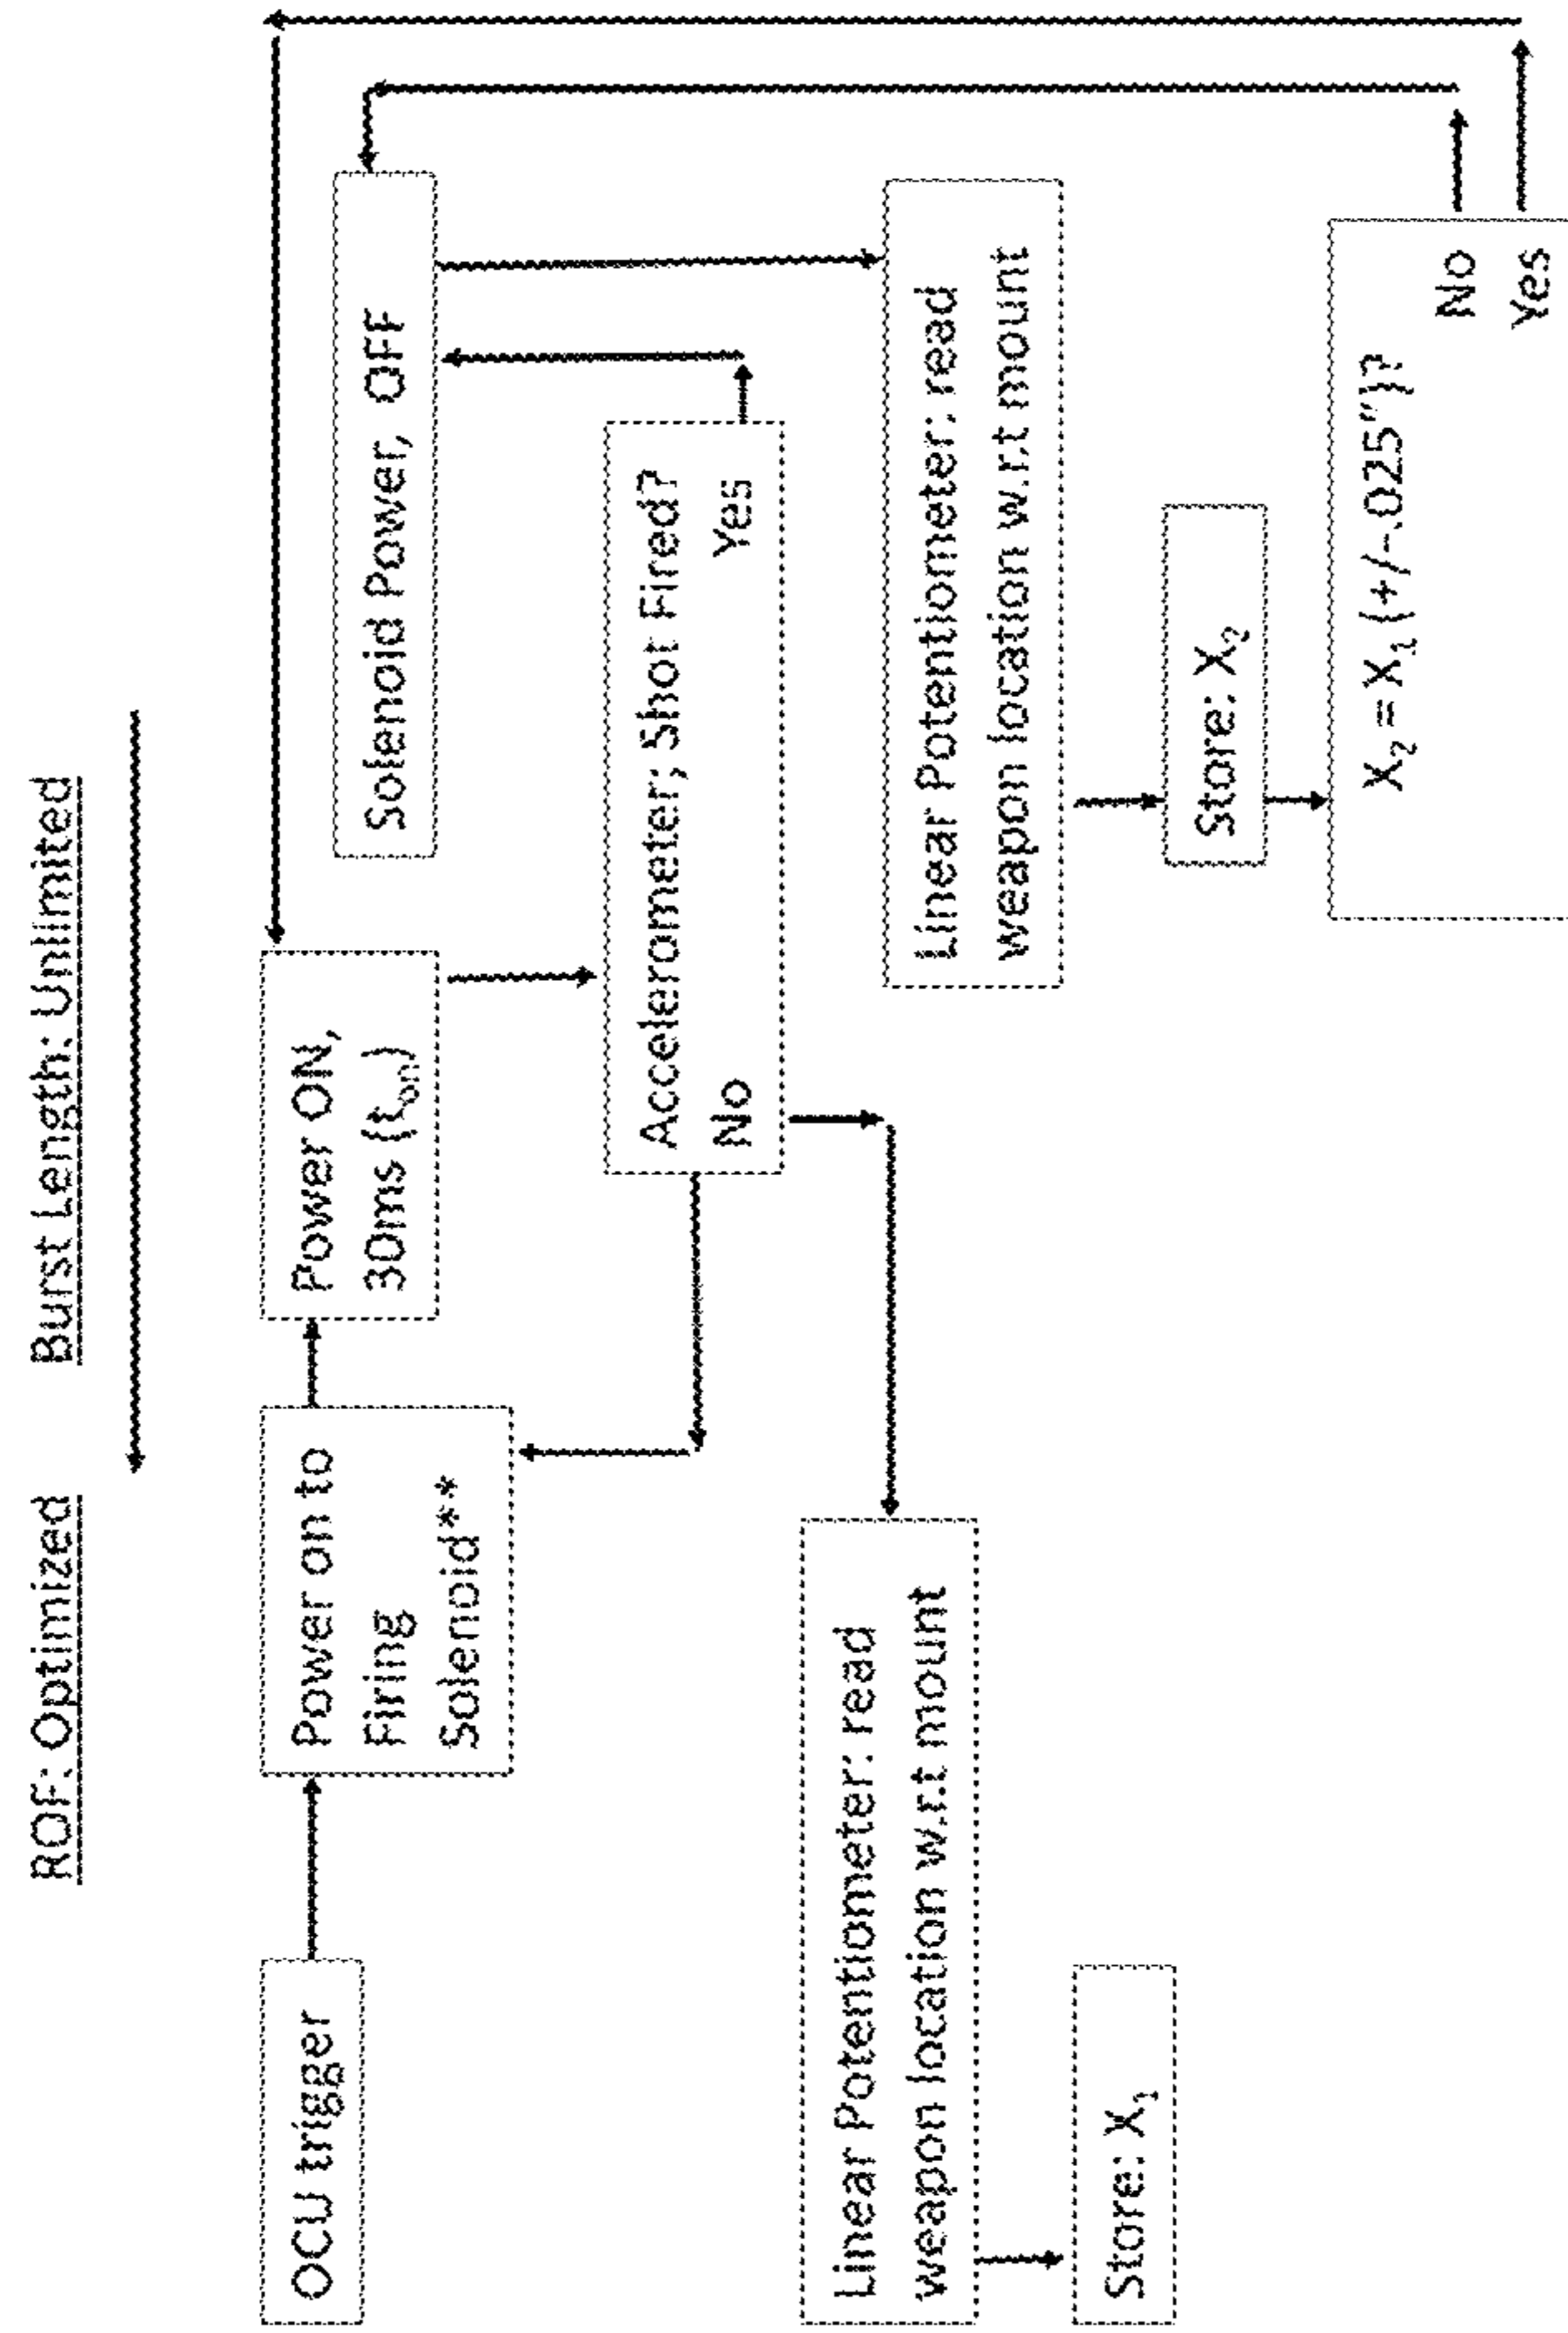 ROF: Optimized Burst Length: Unlimited
OCU trigger
Power on to
Firing
Solenoid**
Power ON,
30ms (tₒₙ)
Solenoid Power, OFF
Accelerometer; Shot Fired?
No Yes
Linear Potentiometer: read
weapon location w.r.t mount
Store: X₁
Linear Potentiometer: read
weapon location w.r.t mount
Store: X₂
X₂ = X₁ (+/-.025")?
No
Yes